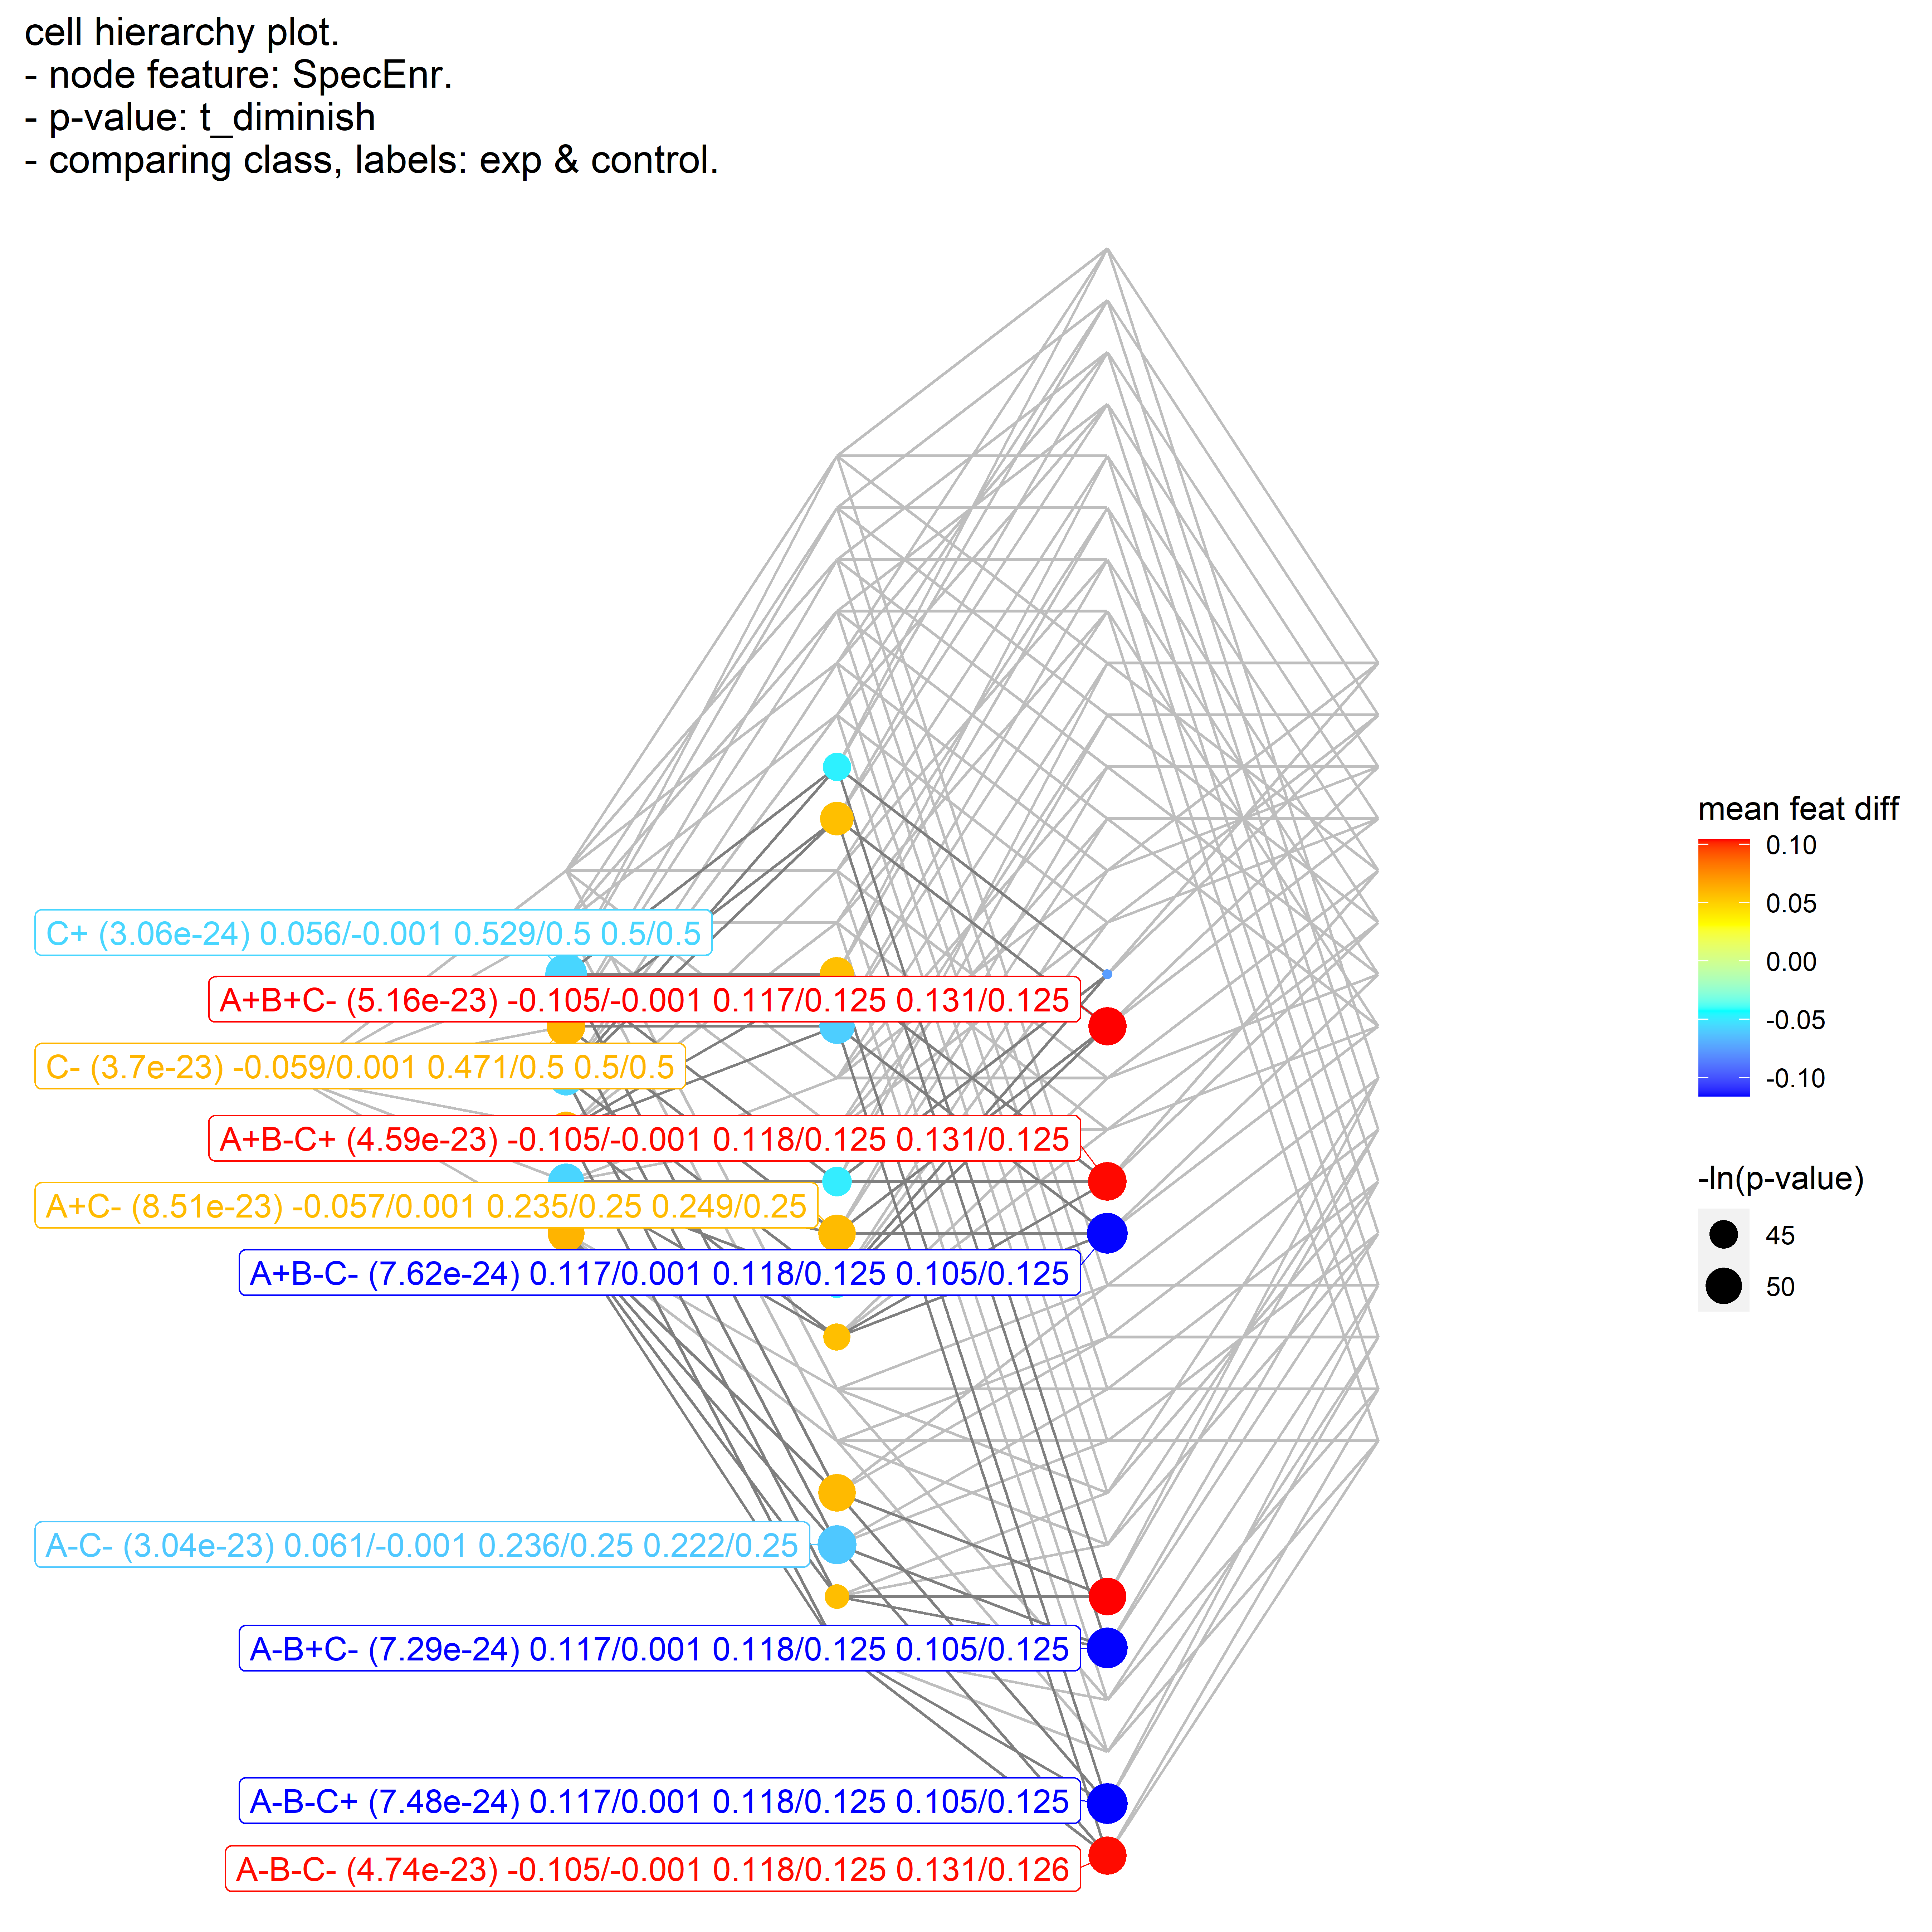 cell hierarchy plot.
- node feature: SpecEnr.
- p-value: t_diminish
- comparing class, labels: exp & control.
C+ (3.06e-24) 0.056/-0.001 0.529/0.5 0.5/0.5
A+B+C- (5.16e-23) -0.105/-0.001 0.117/0.125 0.131/0.125
C- (3.7e-23) -0.059/0.001 0.471/0.5 0.5/0.5
A+B-C+ (4.59e-23) -0.105/-0.001 0.118/0.125 0.131/0.125
A+C- (8.51e-23) -0.057/0.001 0.235/0.25 0.249/0.25
A+B-C- (7.62e-24) 0.117/0.001 0.118/0.125 0.105/0.125
A-C- (3.04e-23) 0.061/-0.001 0.236/0.25 0.222/0.25
A-B+C- (7.29e-24) 0.117/0.001 0.118/0.125 0.105/0.125
A-B-C+ (7.48e-24) 0.117/0.001 0.118/0.125 0.105/0.125
A-B-C- (4.74e-23) -0.105/-0.001 0.118/0.125 0.131/0.126
mean feat diff
0.10
0.05
0.00
-0.05
-0.10
-ln(p-value)
45
50